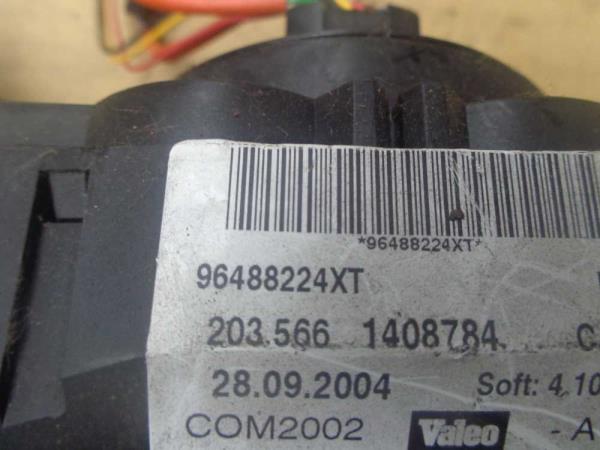 *96488224XT*
96488224XT
203.566 1408784 C
28.09.2004 Soft: 4.10
COM2002 Valeo - A